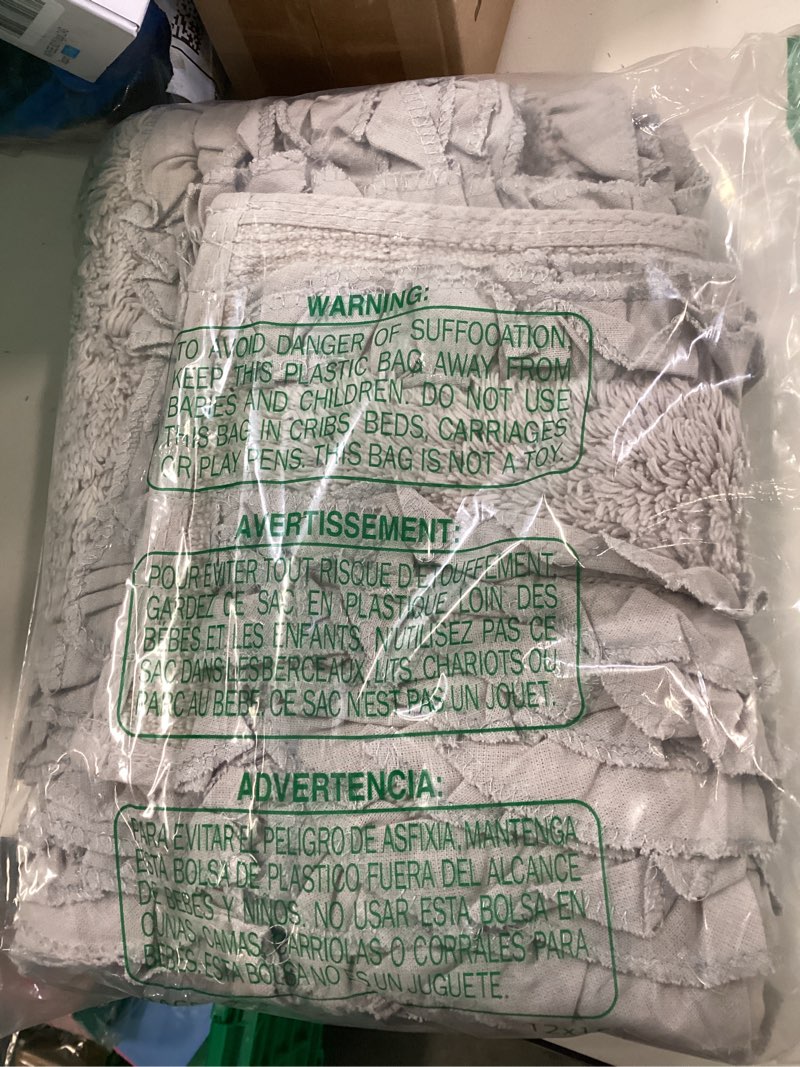 WARNING:
TO AVOID DANGER OF SUFFOCATION,
KEEP THIS PLASTIC BAG AWAY FROM
BABIES AND CHILDREN. DO NOT USE
THIS BAG IN CRIBS, BEDS, CARRIAGES
OR PLAY PENS. THIS BAG IS NOT A TOY.
AVERTISSEMENT:
POUR EVITER TOUT RISQUE D'ETOUFFEMENT,
GARDEZ CE SAC EN PLASTIQUE LOIN DES
BEBES ET LES ENFANTS. N'UTILISEZ PAS CE
SAC DANS LES BERCEAUX, LITS, CHARIOTS OU
PARC AU BEBE. CE SAC N'EST PAS UN JOUET.
ADVERTENCIA:
PARA EVITAR EL PELIGRO DE ASFIXIA, MANTENGA
ESTA BOLSA DE PLASTICO FUERA DEL ALCANCE
DE BEBES Y NINOS. NO USAR ESTA BOLSA EN
CUNAS, CAMAS, CARRIOLAS O CORRALES PARA
BEBES. ESTA BOLSA NO ES UN JUGUETE.